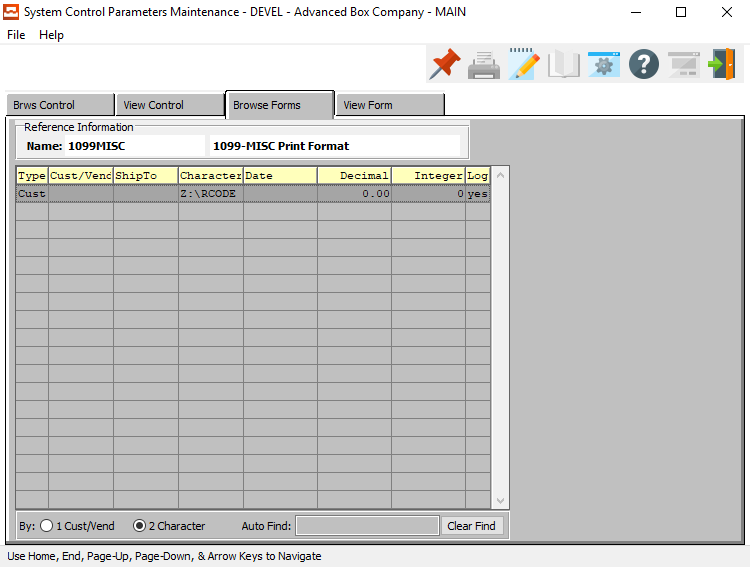 System Control Parameters Maintenance - DEVEL - Advanced Box Company - MAIN
File Help
Brws Control View Control Browse Forms View Form
Reference Information
Name: 1099MISC 1099-MISC Print Format
Type Cust/Vend ShipTo Character Date Decimal Integer Log
Cust Z:\RCODE 0.00 0 yes
By: 1 Cust/Vend 2 Character Auto Find: Clear Find
Use Home, End, Page-Up, Page-Down, & Arrow Keys to Navigate